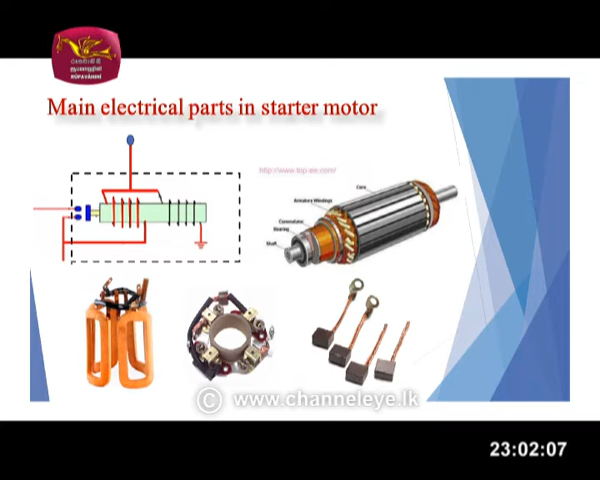 Main electrical parts in starter motor
http://www.top-ee.com/
Core
Armature Windings
Commutator
Bearing
Shaft
© www.channeleye.lk
23:02:07